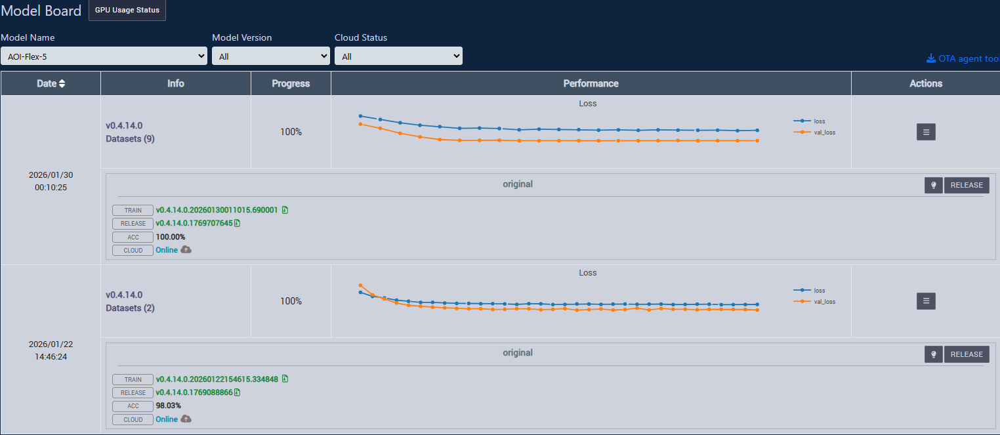 Model Board GPU Usage Status
Model Name Model Version Cloud Status
AOI-Flex-5 All All
OTA agent too
Date Info Progress Performance Actions
2026/01/30
00:10:25
v0.4.14.0
Datasets (9)
100%
Loss
loss
val_loss
original
RELEASE
TRAIN v0.4.14.0.20260130011015.690001
RELEASE v0.4.14.0.1769707645
ACC 100.00%
CLOUD Online
2026/01/22
14:46:24
v0.4.14.0
Datasets (2)
100%
Loss
loss
val_loss
original
RELEASE
TRAIN v0.4.14.0.20260122154615.334848
RELEASE v0.4.14.0.1769088866
ACC 98.03%
CLOUD Online